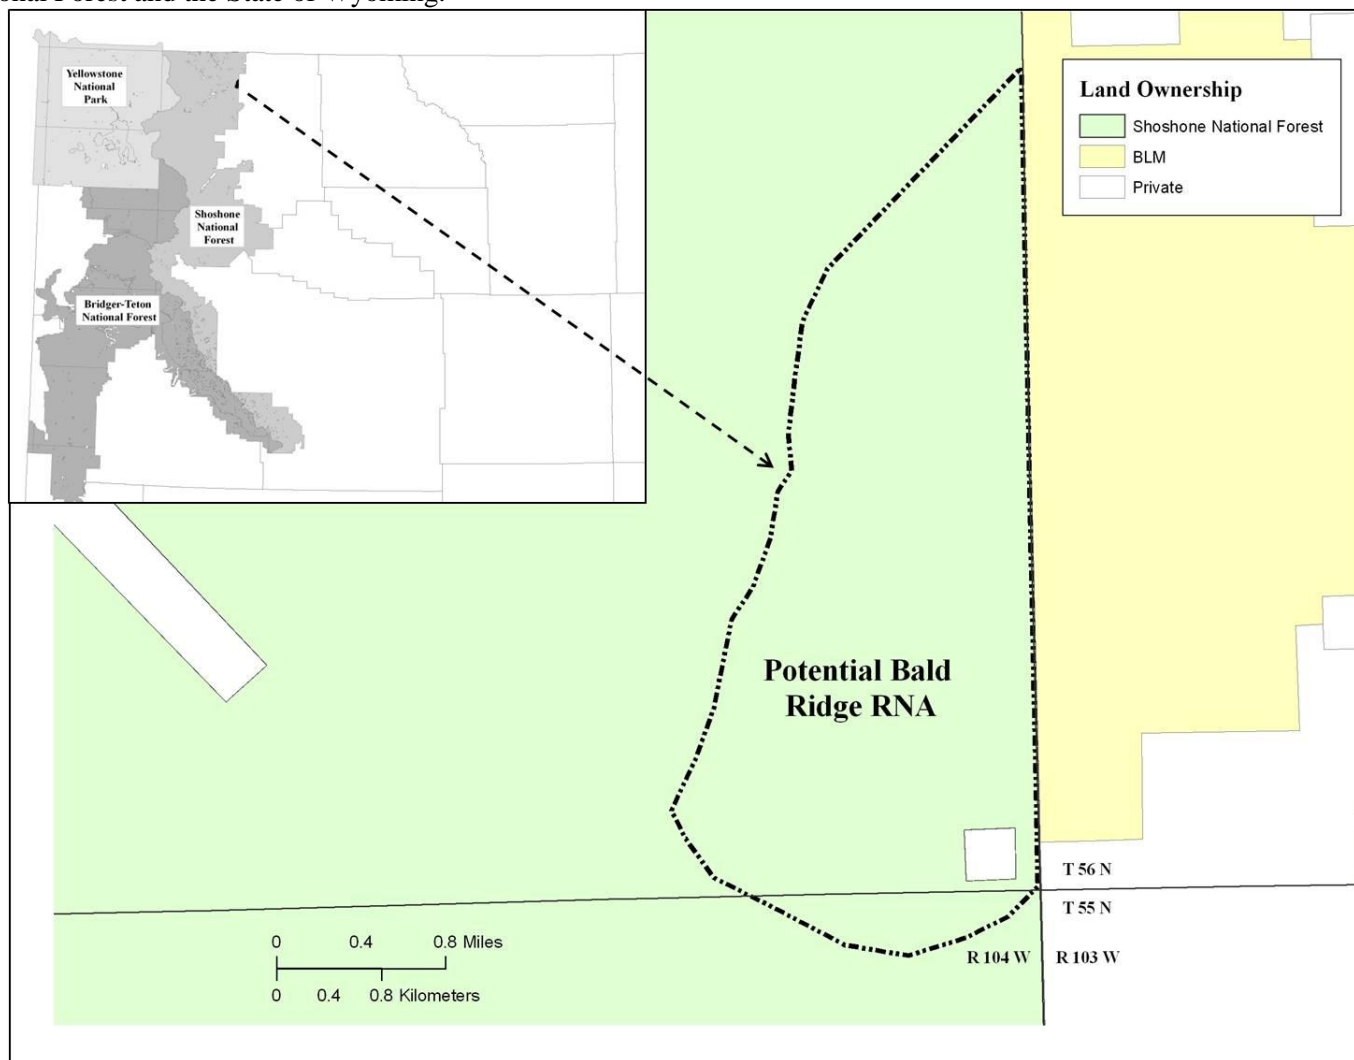 onal Forest and the State of Wyoming.
Yellowstone
National
Park
Shoshone
National
Forest
Bridger-Teton
National Forest
Land Ownership
Shoshone National Forest
BLM
Private
Potential Bald
Ridge RNA
T 56 N
T 55 N
R 104 W R 103 W
0 0.4 0.8 Miles
0 0.4 0.8 Kilometers